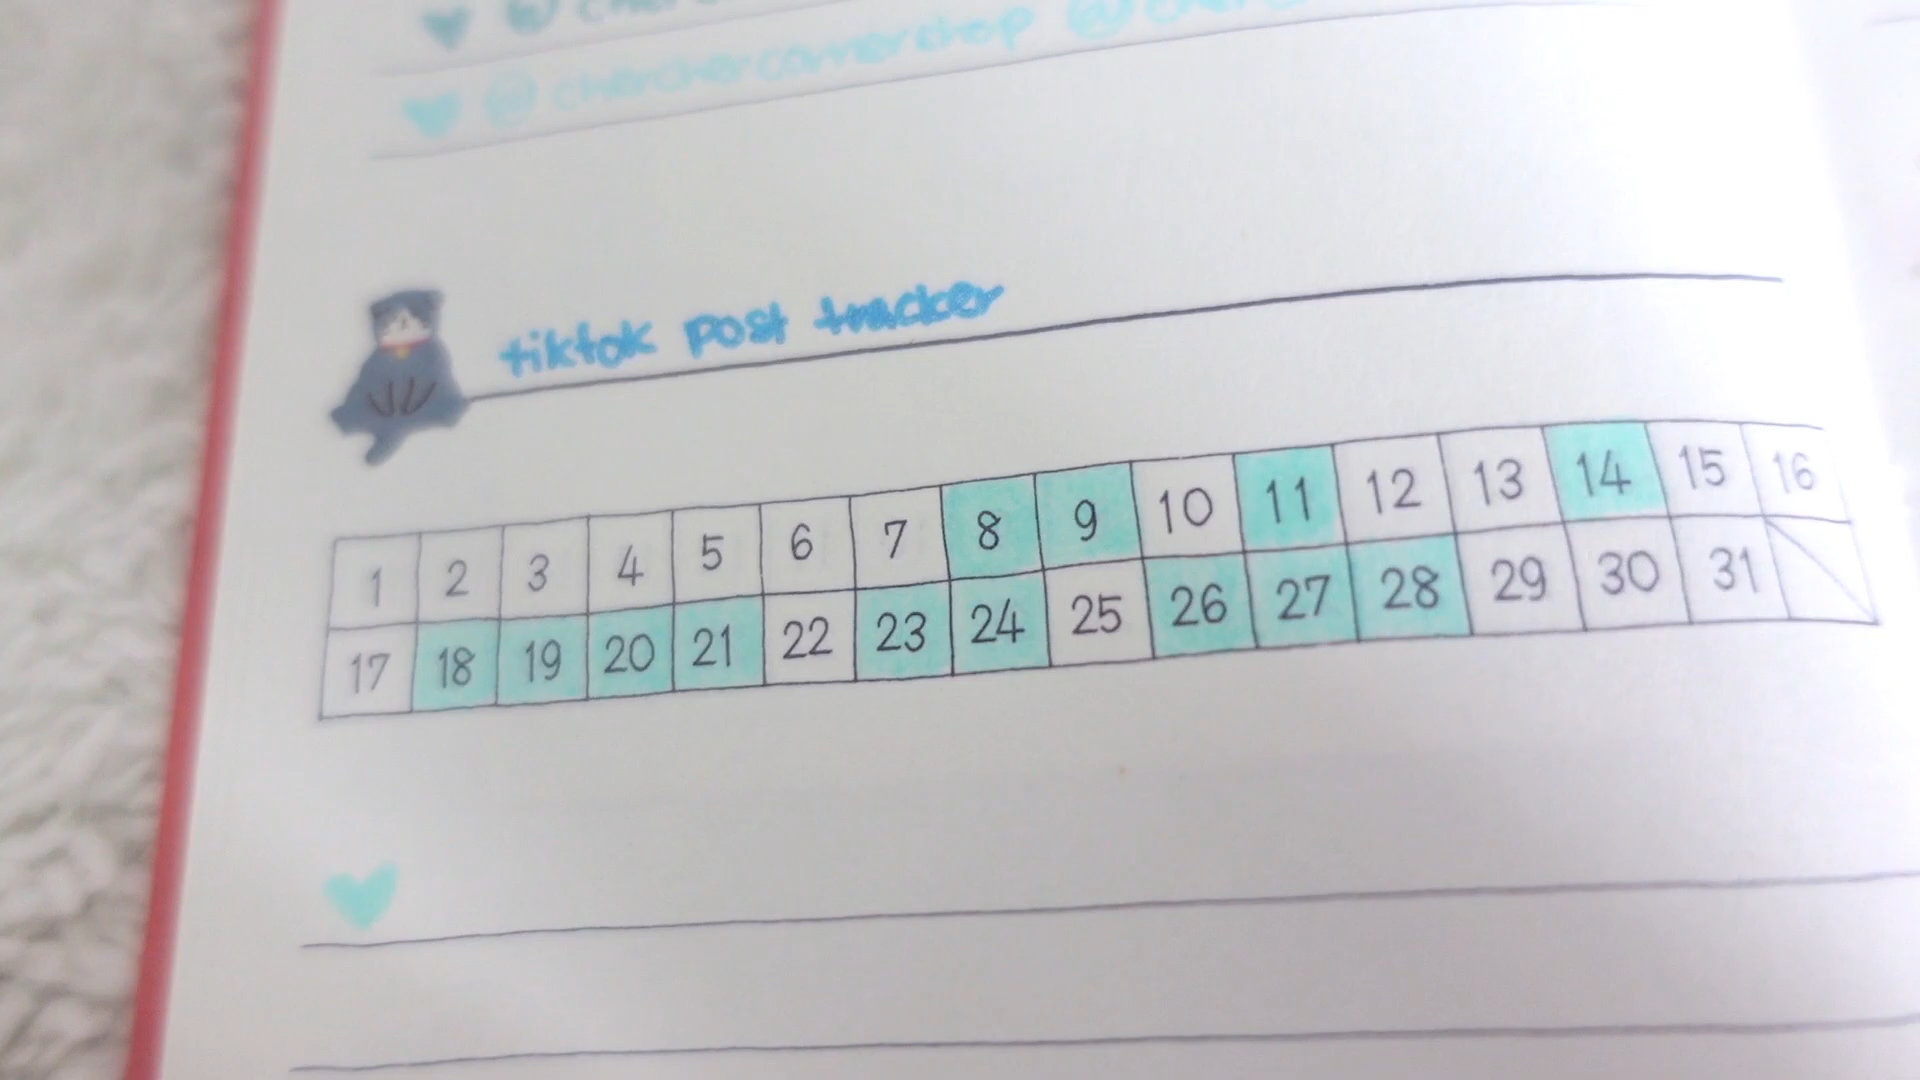 @
@cherchercornershop @
tiktok post tracker
1 2 3 4 5 6 7 8 9 10 11 12 13 14 15 16
17 18 19 20 21 22 23 24 25 26 27 28 29 30 31